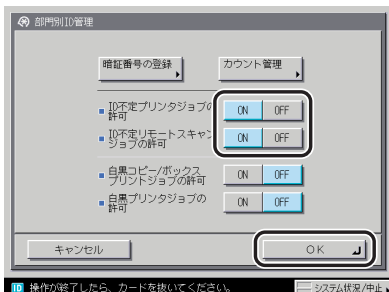 部門別ID管理
暗証番号の登録
カウント管理
ID不定プリンタジョブの
許可
ON OFF
ID不定リモートスキャン
ジョブの許可
ON OFF
白黒コピー/ボックス
プリントジョブの許可
ON OFF
白黒プリンタジョブの
許可
ON OFF
キャンセル
OK
ID 操作が終了したら、カードを抜いてください。
システム状況/中止